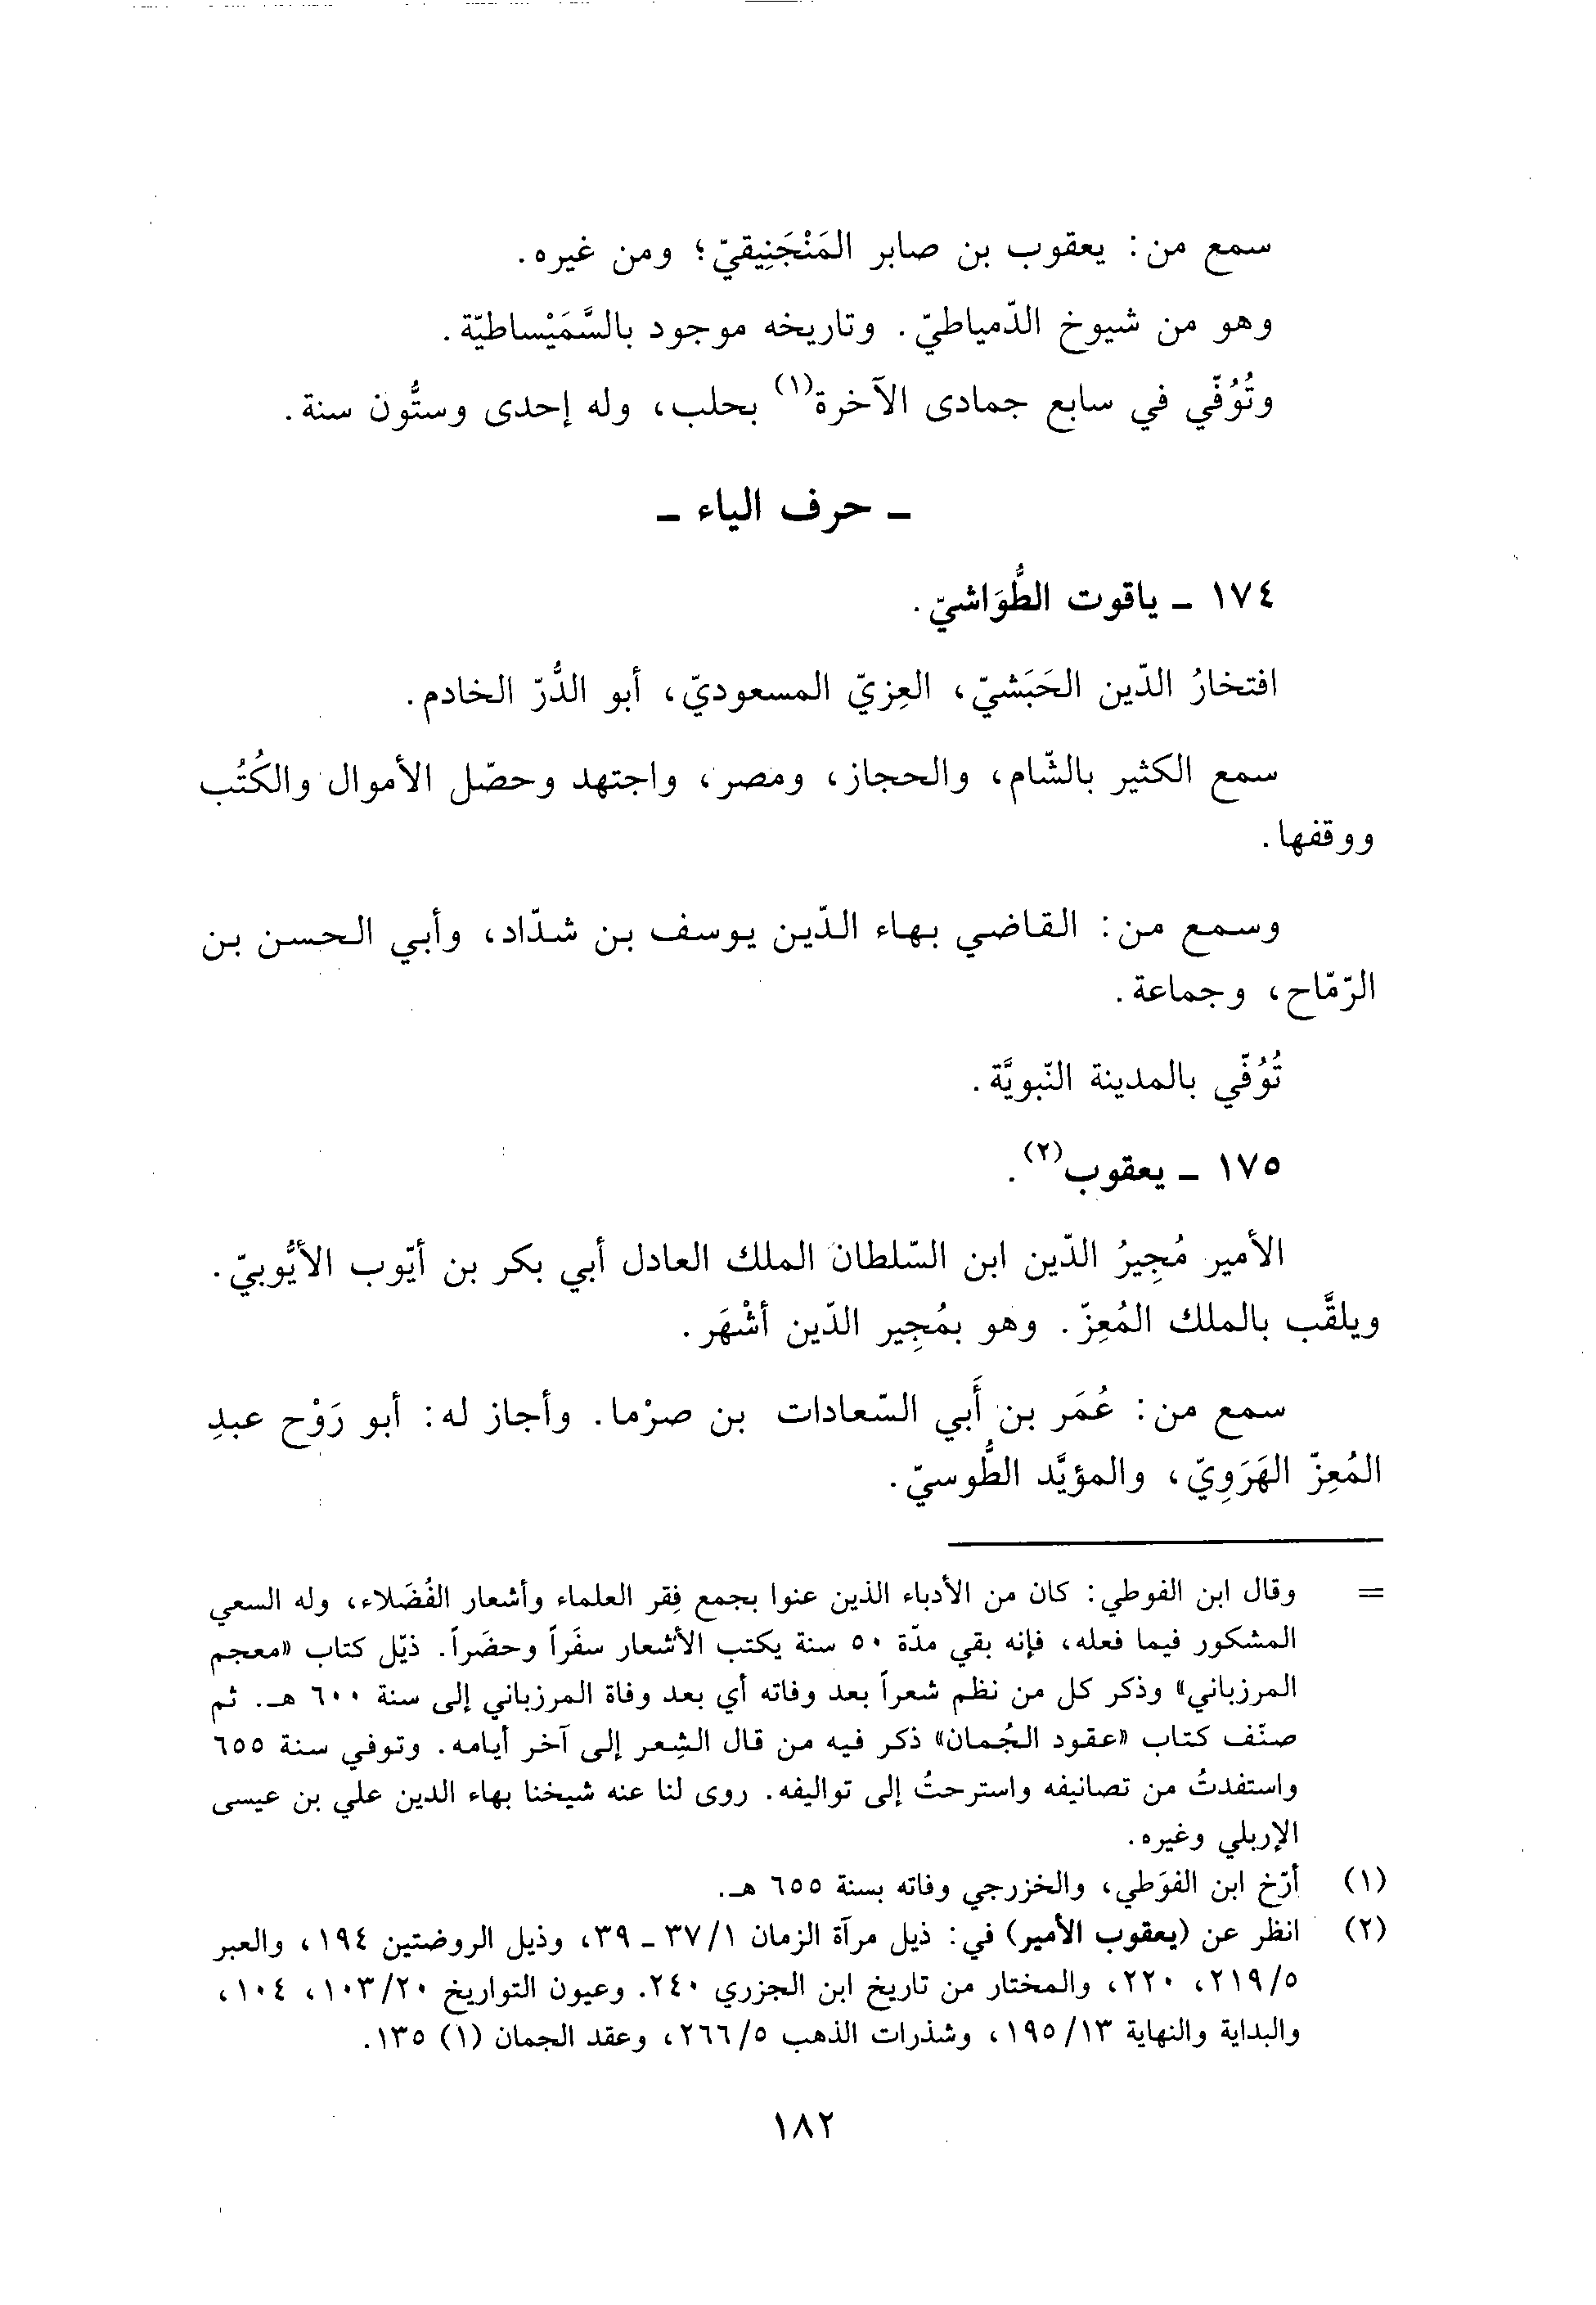 سمع من: يعقوب بن صابر المَنْجَنِيقيّ؛ ومن غيره.
وهو من شيوخ الدّمياطيّ. وتاريخه موجود بالسَّمَيْساطيّة.
وتُوُفّي في سابع جمادى الآخرة(١) بحلب، وله إحدى وستُّون سنة.
ـ حرف الياء ـ
١٧٤ ـ ياقوت الطُّوَاشيّ.
افتخارُ الدّين الحَبَشيّ، العِزيّ المسعوديّ، أبو الدُّرّ الخادم.
سمع الكثير بالشّام، والحجاز، ومصر، واجتهد وحصّل الأموال والكُتُب
ووقفها.
وسمع من: القاضي بهاء الدّين يوسف بن شدّاد، وأبي الحسن بن
الرّمّاح، وجماعة.
تُوُفّي بالمدينة النّبويَّة.
١٧٥ ـ يعقوب(٢).
الأمير مُجِيرُ الدّين ابن السّلطان الملك العادل أبي بكر بن أيّوب الأيُّوبيّ.
ويلقَّب بالملك المُعِزّ. وهو بمُجِير الدّين أشْهَر.
سمع من: عُمَر بن أَبي السّعادات بن صرْما. وأجاز له: أبو رَوْح عبدِ
المُعِزّ الهَرَوِيّ، والمؤيَّد الطُّوسيّ.
= وقال ابن الفوطي: كان من الأدباء الذين عنوا بجمع فِقر العلماء وأشعار الفُضَلاء، وله السعي
المشكور فيما فعله، فإنه بقي مدّة ٥٠ سنة يكتب الأشعار سفَراً وحضَراً. ذيّل كتاب «معجم
المرزباني» وذكر كل من نظم شعراً بعد وفاته أي بعد وفاة المرزباني إلى سنة ٦٠٠ هـ. ثم
صنّف كتاب «عقود الجُمان» ذكر فيه من قال الشِعر إلى آخر أيامه. وتوفي سنة ٦٥٥
واستفدتُ من تصانيفه واسترحتُ إلى تواليفه. روى لنا عنه شيخنا بهاء الدين علي بن عيسى
الإربلي وغيره.
(١) أرّخ ابن الفوَطي، والخزرجي وفاته بسنة ٦٥٥ هـ.
(٢) انظر عن (يعقوب الأمير) في: ذيل مرآة الزمان ١/٣٧ ـ ٣٩، وذيل الروضتين ١٩٤، والعبر
٥/٢١٩، ٢٢٠، والمختار من تاريخ ابن الجزري ٢٤٠. وعيون التواريخ ٢٠/١٠٣، ١٠٤،
والبداية والنهاية ١٣/١٩٥، وشذرات الذهب ٥/٢٦٦، وعقد الجمان (١) ١٣٥.
١٨٢